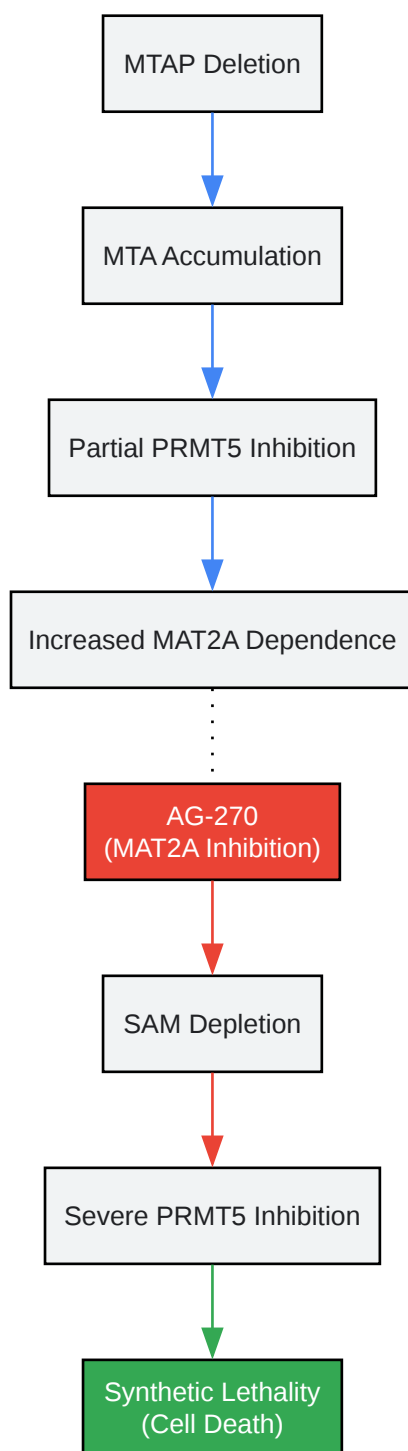 MTAP Deletion
MTA Accumulation
Partial PRMT5 Inhibition
Increased MAT2A Dependence
AG-270
(MAT2A Inhibition)
SAM Depletion
Severe PRMT5 Inhibition
Synthetic Lethality
(Cell Death)